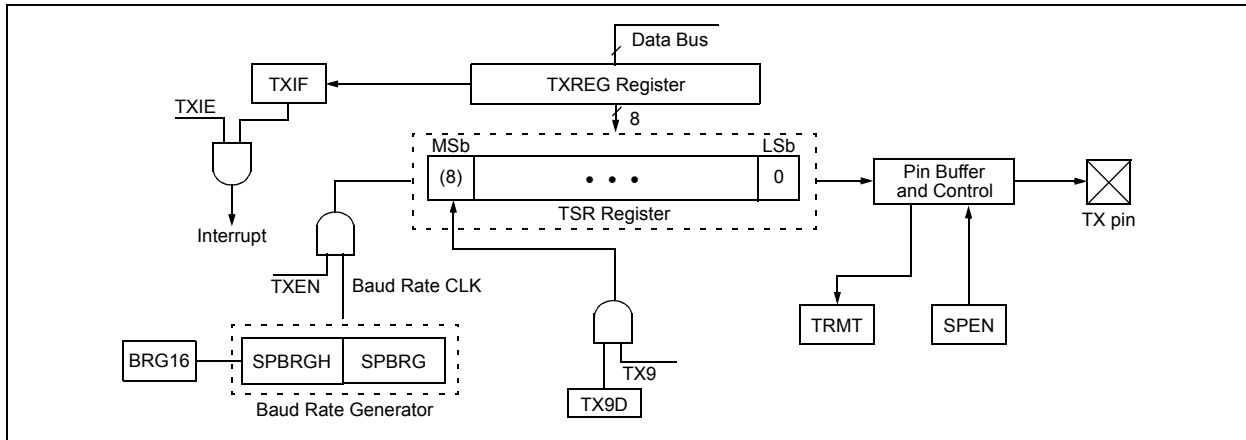 Data Bus
TXIF
TXREG Register
TXIE
8
MSb
LSb
(8)
• • •
0
TSR Register
Pin Buffer
and Control
TX pin
Interrupt
TXEN
Baud Rate CLK
TRMT
SPEN
BRG16
SPBRGH
SPBRG
TX9
TX9D
Baud Rate Generator